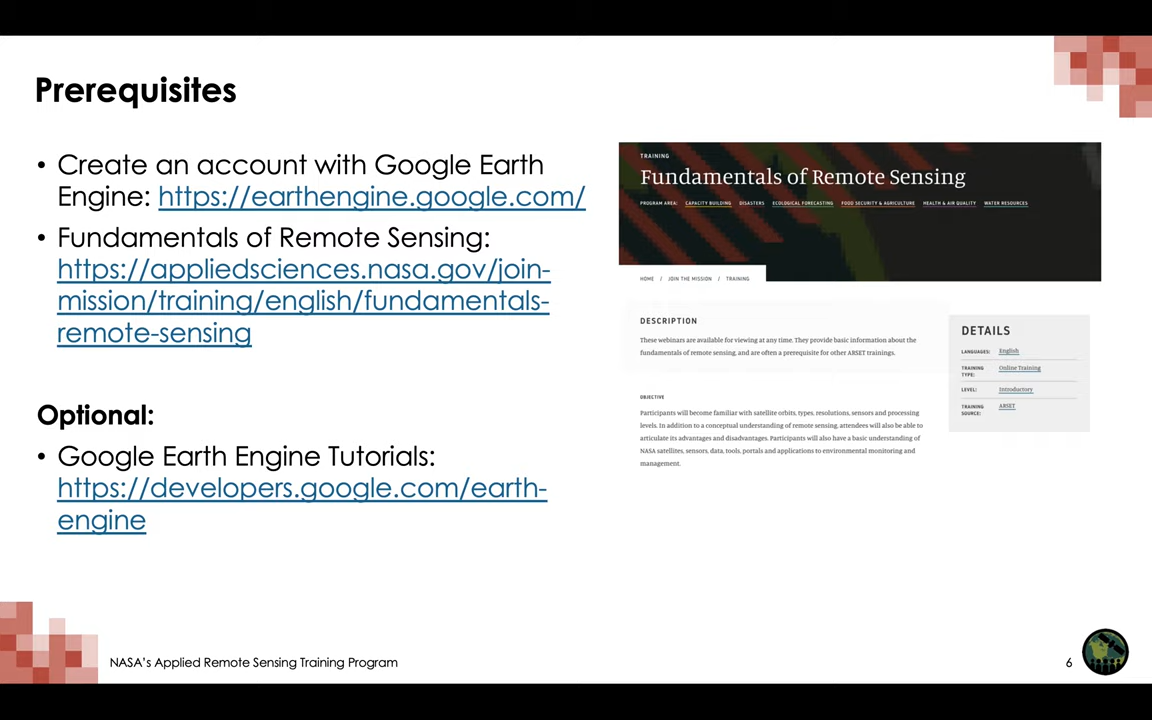 Prerequisites
• Create an account with Google Earth
Engine: https://earthengine.google.com/
• Fundamentals of Remote Sensing:
https://appliedsciences.nasa.gov/join-
mission/training/english/fundamentals-
remote-sensing
Optional:
• Google Earth Engine Tutorials:
https://developers.google.com/earth-
engine
TRAINING
Fundamentals of Remote Sensing
PROGRAM AREA: CAPACITY BUILDING DISASTERS ECOLOGICAL FORECASTING FOOD SECURITY & AGRICULTURE HEALTH & AIR QUALITY WATER RESOURCES
HOME / JOIN THE MISSION / TRAINING
DESCRIPTION
These webinars are available for viewing at any time. They provide basic information about the
fundamentals of remote sensing, and are often a prerequisite for other ARSET trainings.
OBJECTIVE
Participants will become familiar with satellite orbits, types, resolutions, sensors and processing
levels. In addition to a conceptual understanding of remote sensing, attendees will also be able to
articulate its advantages and disadvantages. Participants will also have a basic understanding of
NASA satellites, sensors, data, tools, portals and applications to environmental monitoring and
management.
DETAILS
LANGUAGES: English
TRAINING TYPE: Online Training
LEVEL: Introductory
TRAINING SOURCE: ARSET
NASA's Applied Remote Sensing Training Program
6